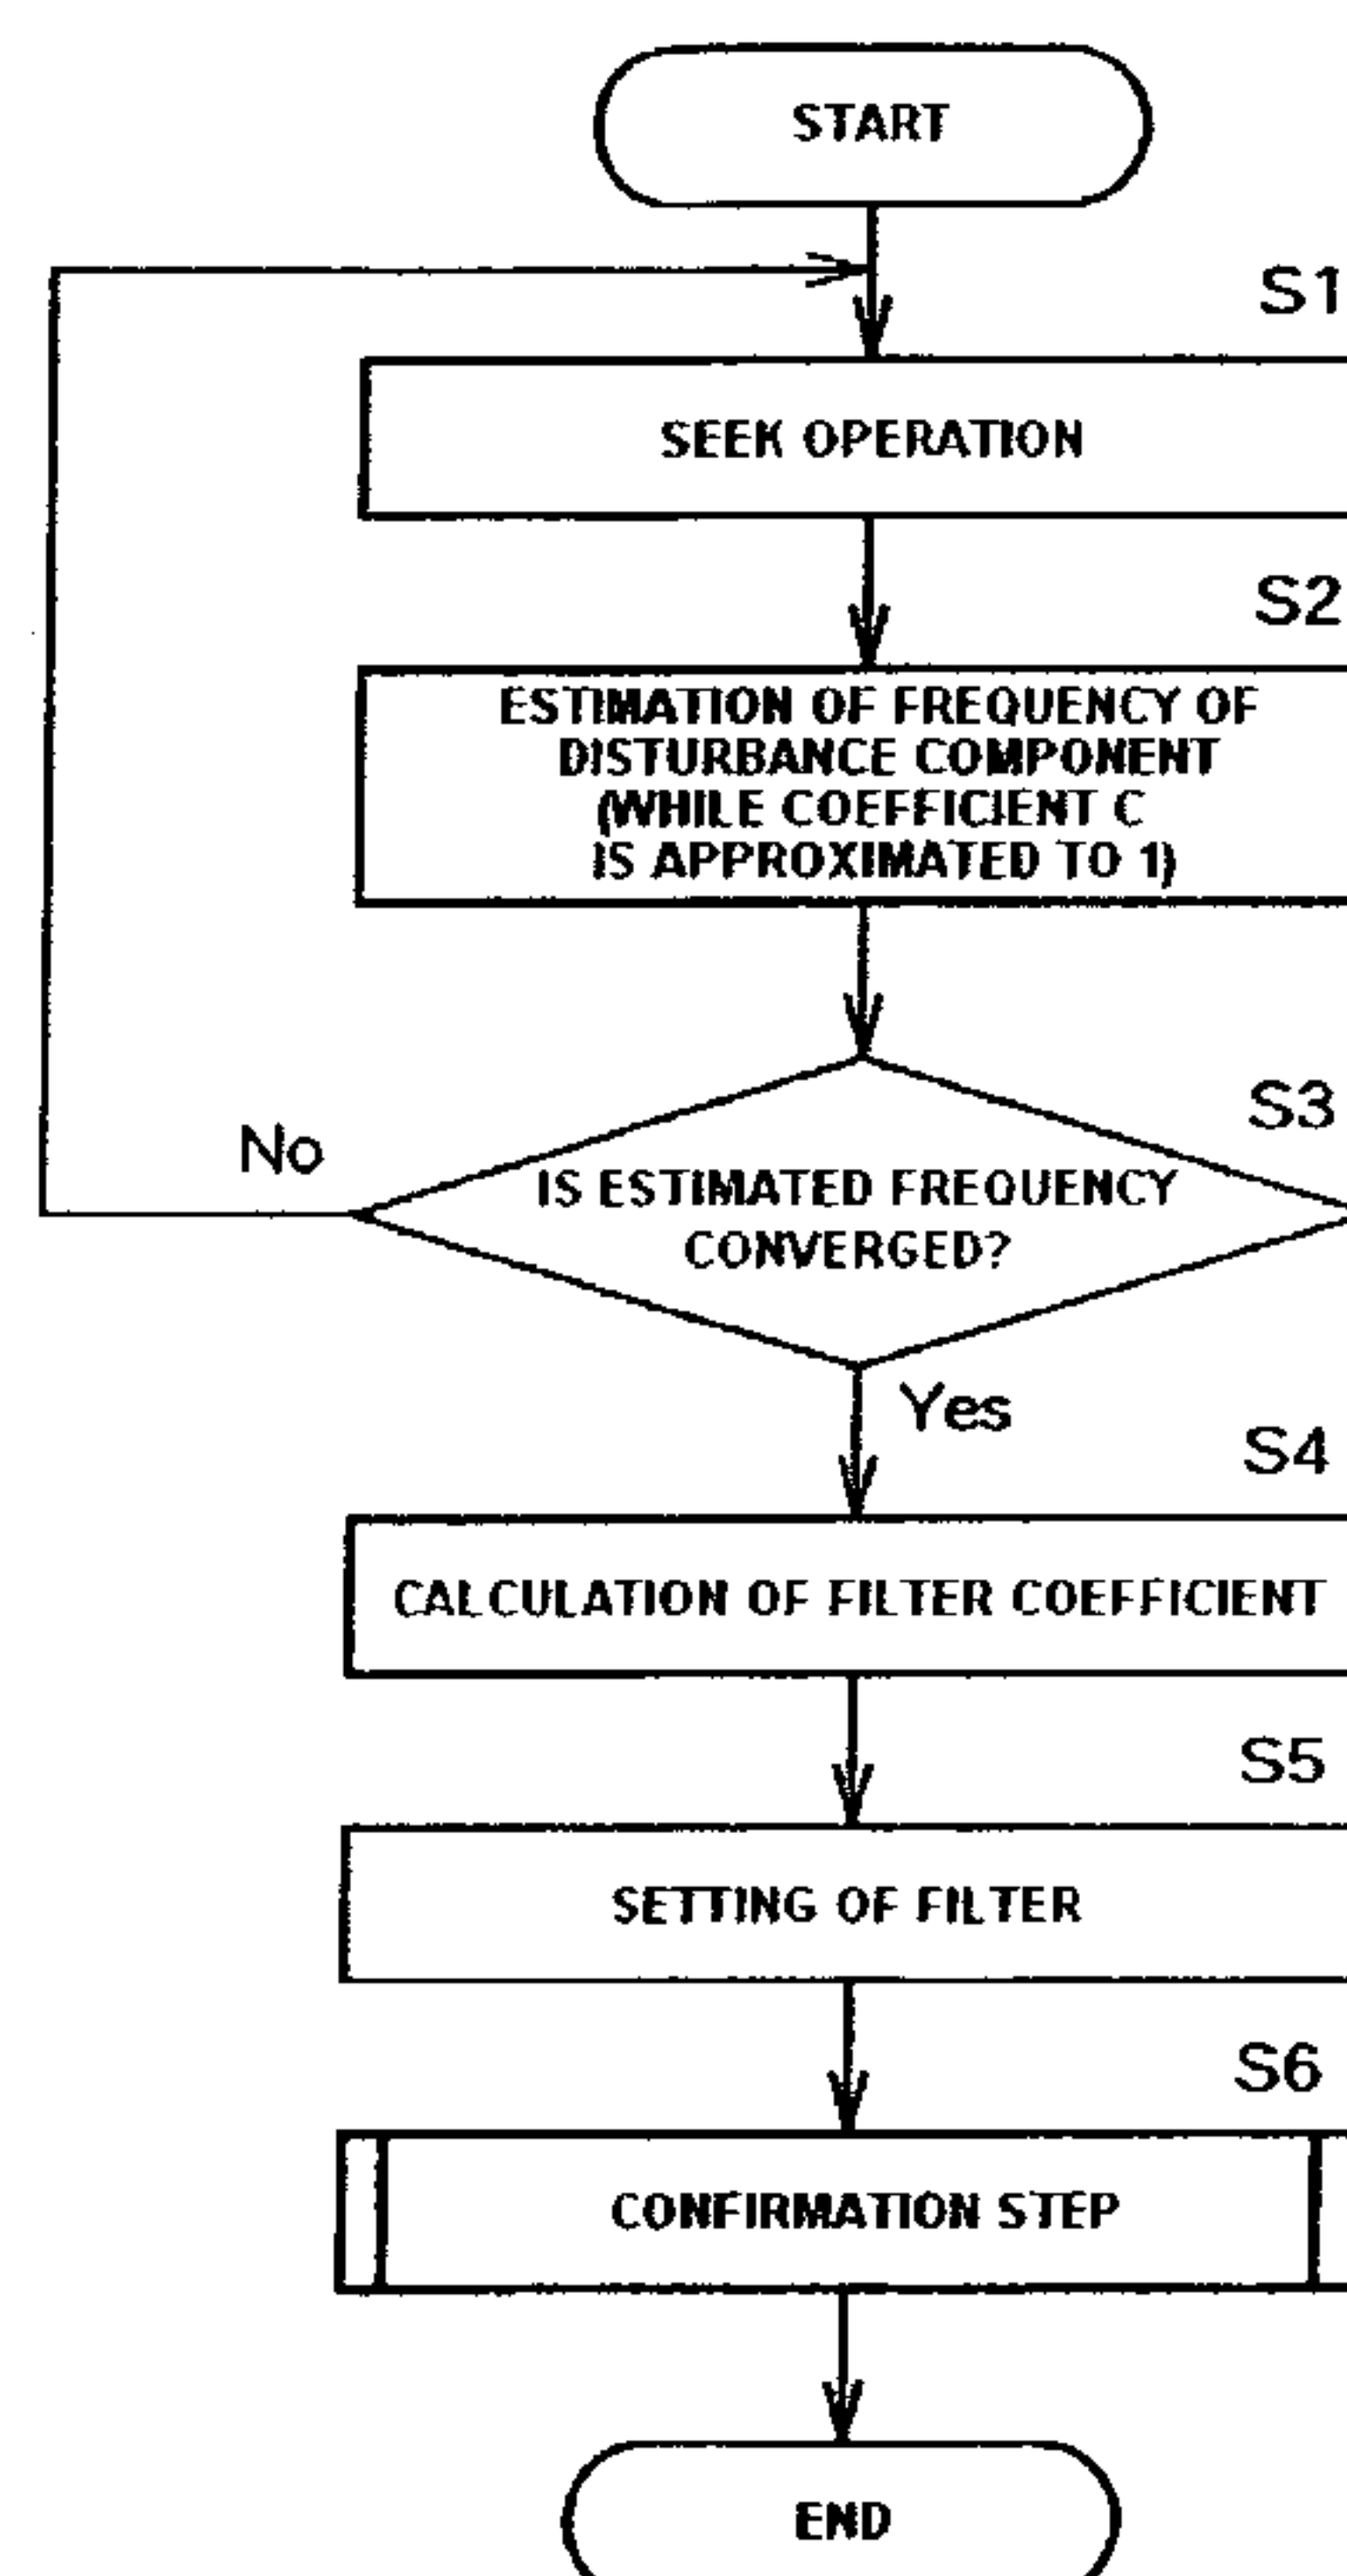 START
S1
SEEK OPERATION
S2
ESTIMATION OF FREQUENCY OF
DISTURBANCE COMPONENT
(WHILE COEFFICIENT C
IS APPROXIMATED TO 1)
S3
No
IS ESTIMATED FREQUENCY
CONVERGED?
Yes
S4
CALCULATION OF FILTER COEFFICIENT
S5
SETTING OF FILTER
S6
CONFIRMATION STEP
END